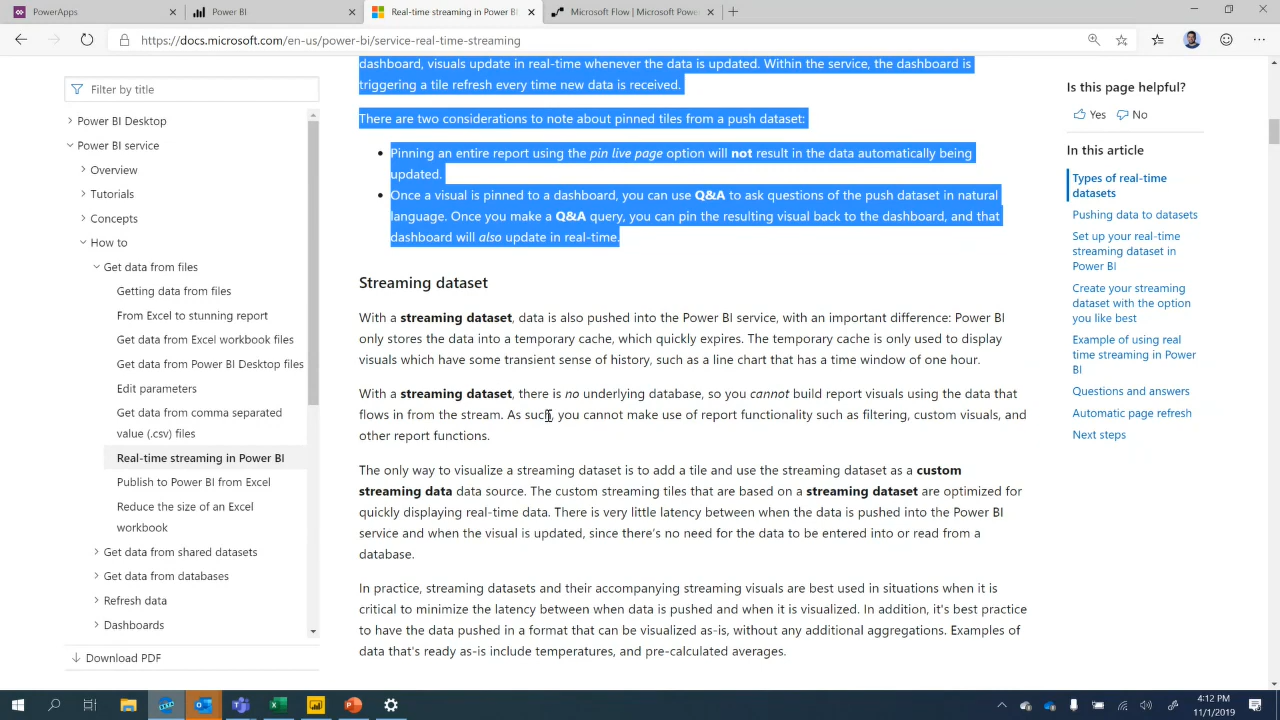 PowerApps
Power BI
Real-time streaming in Power BI
Microsoft Flow | Microsoft Power
https://docs.microsoft.com/en-us/power-bi/service-real-time-streaming
Filter by title
Power BI Desktop
Power BI service
Overview
Tutorials
Concepts
How to
Get data from files
Getting data from files
From Excel to stunning report
Get data from Excel workbook files
Get data from Power BI Desktop files
Edit parameters
Get data from comma separated
value (.csv) files
Real-time streaming in Power BI
Publish to Power BI from Excel
Reduce the size of an Excel
workbook
Get data from shared datasets
Get data from databases
Refresh data
Dashboards
Download PDF
dashboard, visuals update in real-time whenever the data is updated. Within the service, the dashboard is
triggering a tile refresh every time new data is received.
There are two considerations to note about pinned tiles from a push dataset:
• Pinning an entire report using the pin live page option will not result in the data automatically being
updated.
• Once a visual is pinned to a dashboard, you can use Q&A to ask questions of the push dataset in natural
language. Once you make a Q&A query, you can pin the resulting visual back to the dashboard, and that
dashboard will also update in real-time.
Streaming dataset
With a streaming dataset, data is also pushed into the Power BI service, with an important difference: Power BI
only stores the data into a temporary cache, which quickly expires. The temporary cache is only used to display
visuals which have some transient sense of history, such as a line chart that has a time window of one hour.
With a streaming dataset, there is no underlying database, so you cannot build report visuals using the data that
flows in from the stream. As such, you cannot make use of report functionality such as filtering, custom visuals, and
other report functions.
The only way to visualize a streaming dataset is to add a tile and use the streaming dataset as a custom
streaming data data source. The custom streaming tiles that are based on a streaming dataset are optimized for
quickly displaying real-time data. There is very little latency between when the data is pushed into the Power BI
service and when the visual is updated, since there's no need for the data to be entered into or read from a
database.
In practice, streaming datasets and their accompanying streaming visuals are best used in situations when it is
critical to minimize the latency between when data is pushed and when it is visualized. In addition, it's best practice
to have the data pushed in a format that can be visualized as-is, without any additional aggregations. Examples of
data that's ready as-is include temperatures, and pre-calculated averages.
Is this page helpful?
Yes No
In this article
Types of real-time
datasets
Pushing data to datasets
Set up your real-time
streaming dataset in
Power BI
Create your streaming
dataset with the option
you like best
Example of using real
time streaming in Power
BI
Questions and answers
Automatic page refresh
Next steps
4:12 PM
11/1/2019